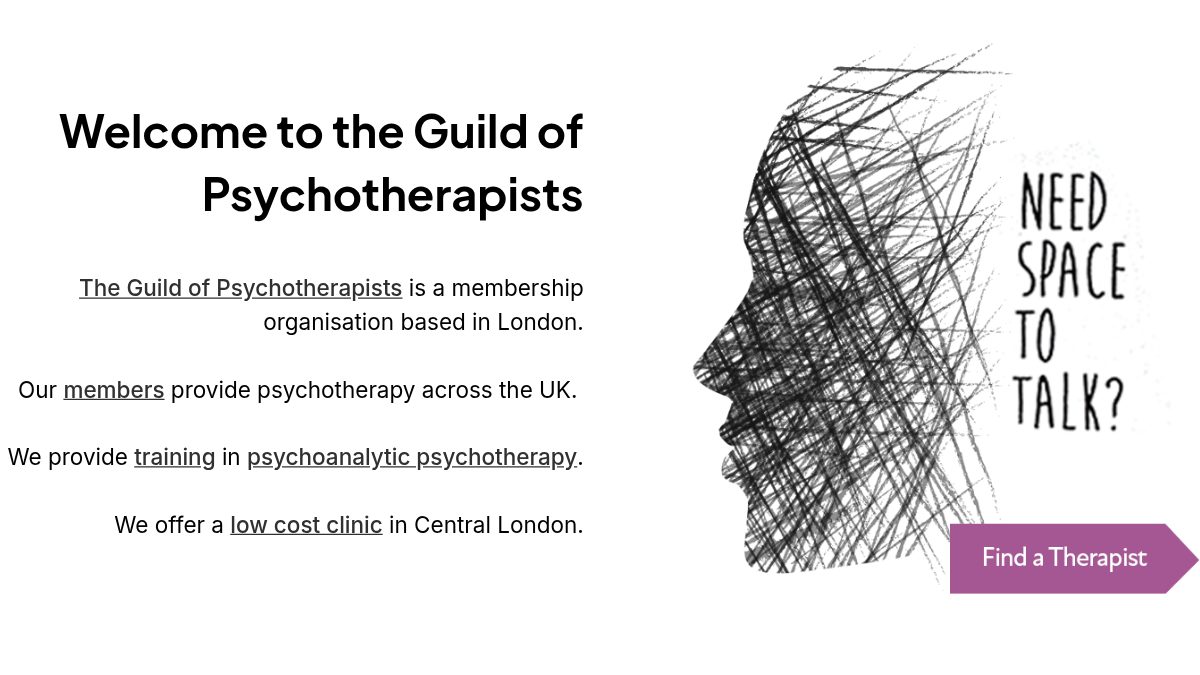 Welcome to the Guild of
Psychotherapists
The Guild of Psychotherapists is a membership
organisation based in London.
Our members provide psychotherapy across the UK.
We provide training in psychoanalytic psychotherapy.
We offer a low cost clinic in Central London.
NEED
SPACE
TO
TALK?
Find a Therapist